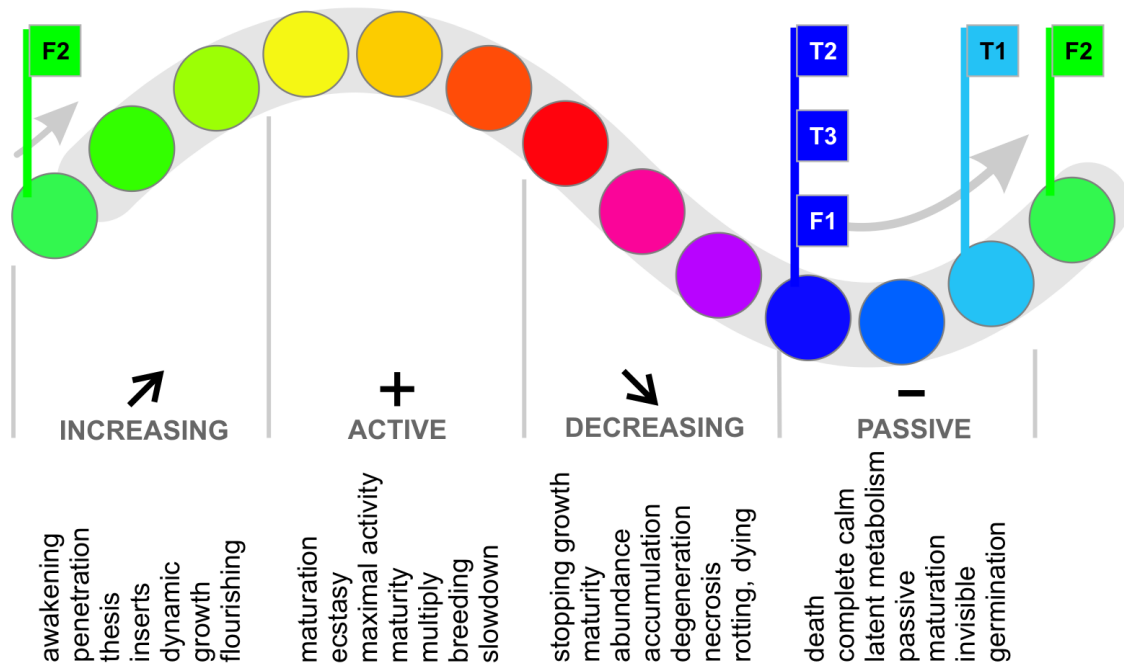 F2
T2
T1
F2
T3
F1
+
−
INCREASING
ACTIVE
DECREASING
PASSIVE
awakening
penetration
thesis
inserts
dynamic
growth
flourishing
maturation
ecstasy
maximal activity
maturity
multiply
breeding
slowdown
stopping growth
maturity
abundance
accumulation
degeneration
necrosis
rotting, dying
death
complete calm
latent metabolism
passive
maturation
invisible
germination